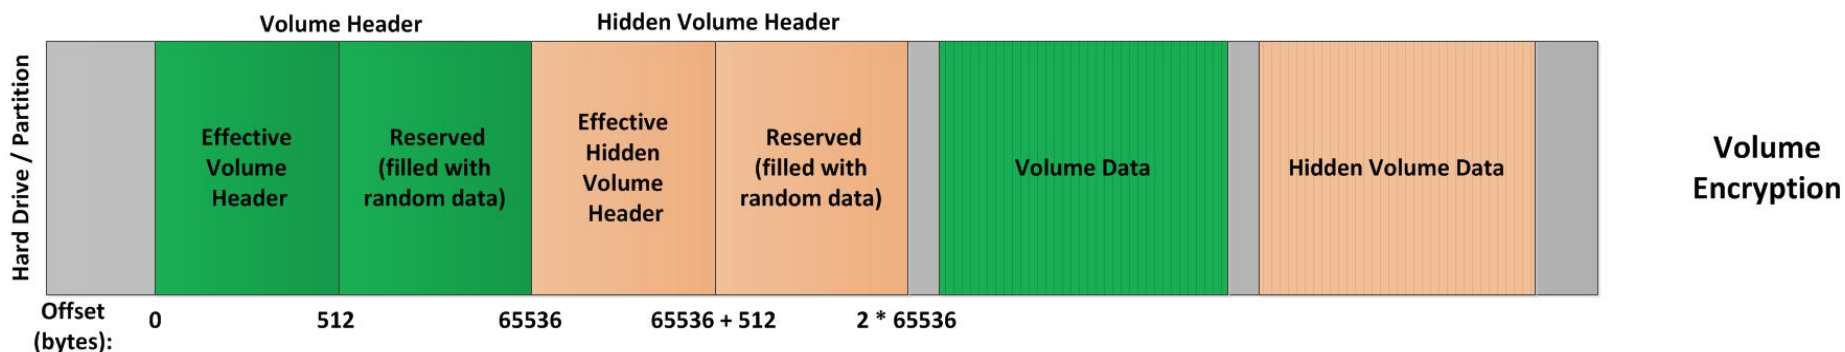 Volume Header
Hidden Volume Header
Hard Drive / Partition
Effective
Volume
Header
Reserved
(filled with
random data)
Effective
Hidden
Volume
Header
Reserved
(filled with
random data)
Volume Data
Hidden Volume Data
Volume
Encryption
Offset
(bytes):
0
512
65536
65536 + 512
2 * 65536